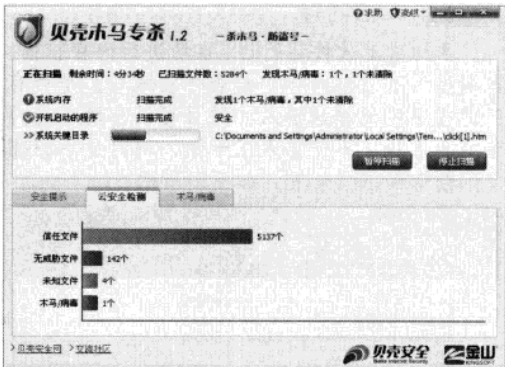 求助
贝壳木马专杀 1.2 -杀木马·防盗号-
正在扫描 剩余时间：4分34秒 已扫描文件数：5284个 发现木马/病毒：1个，1个未清除
系统内存 扫描完成 发现1个木马/病毒，其中1个未清除
开机启动的程序 扫描完成 安全
>> 系统关键目录 C:\Documents and Settings\Administrator\Local Settings\Tem...\click[1].htm
暂停扫描 停止扫描
安全提示 云安全检测 木马/病毒
信任文件 5137个
无威胁文件 142个
未知文件 4个
木马/病毒 1个
>贝壳安全网 >交流社区
贝壳安全 金山
Beike Internet Security KINGSOFT